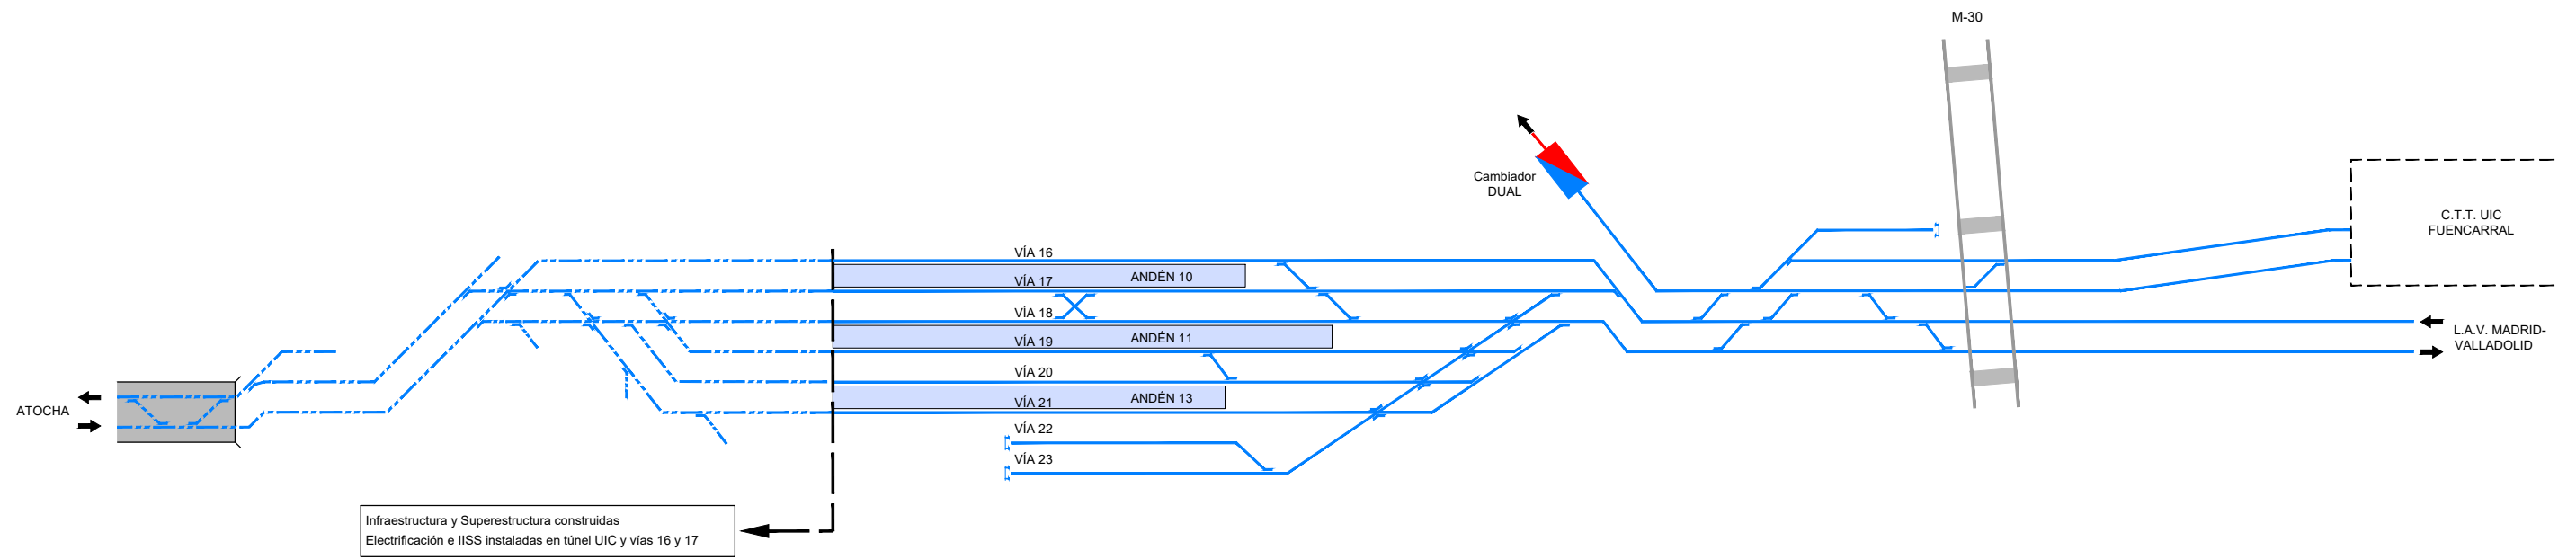 M-30
Cambiador
DUAL
C.T.T. UIC
FUENCARRAL
VÍA 16
ANDÉN 10
VÍA 17
VÍA 18
ANDÉN 11
VÍA 19
L.A.V. MADRID-
VALLADOLID
VÍA 20
ANDÉN 13
VÍA 21
ATOCHA
VÍA 22
VÍA 23
Infraestructura y Superestructura construidas
Electrificación e IISS instaladas en túnel UIC y vías 16 y 17